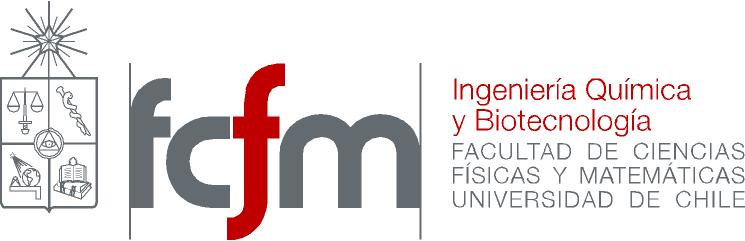 fcfm
Ingeniería Química
y Biotecnología
FACULTAD DE CIENCIAS
FÍSICAS Y MATEMÁTICAS
UNIVERSIDAD DE CHILE